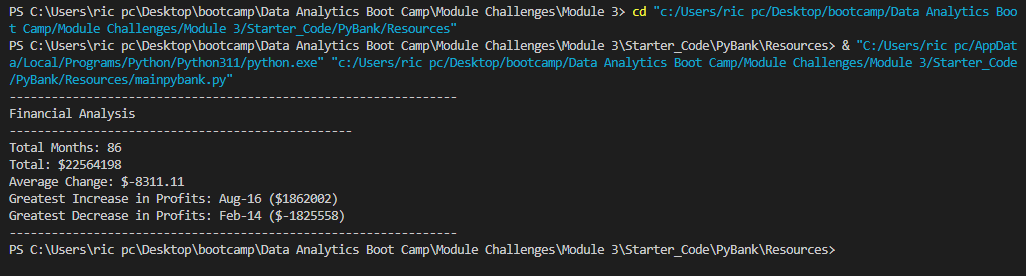 PS C:\Users\ric pc\Desktop\bootcamp\Data Analytics Boot Camp\Module Challenges\Module 3> cd "c:/Users/ric pc/Desktop/bootcamp/Data Analytics Boo
t Camp/Module Challenges/Module 3/Starter_Code/PyBank/Resources"
PS C:\Users\ric pc\Desktop\bootcamp\Data Analytics Boot Camp\Module Challenges\Module 3\Starter_Code\PyBank\Resources> & "C:/Users/ric pc/AppDat
a/Local/Programs/Python/Python311/python.exe" "c:/Users/ric pc/Desktop/bootcamp/Data Analytics Boot Camp/Module Challenges/Module 3/Starter_Code
/PyBank/Resources/mainpybank.py"
----------------------------------------------------------------
Financial Analysis
-------------------------------------------------
Total Months: 86
Total: $22564198
Average Change: $-8311.11
Greatest Increase in Profits: Aug-16 ($1862002)
Greatest Decrease in Profits: Feb-14 ($-1825558)
----------------------------------------------------------------
PS C:\Users\ric pc\Desktop\bootcamp\Data Analytics Boot Camp\Module Challenges\Module 3\Starter_Code\PyBank\Resources>